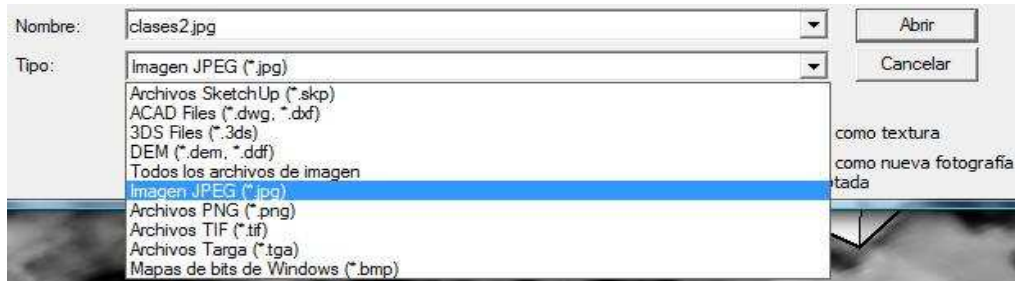 Nombre: clases2.jpg Abrir
Tipo: Imagen JPEG (*.jpg) Cancelar
Archivos SketchUp (*.skp)
ACAD Files (*.dwg, *.dxf)
3DS Files (*.3ds)
DEM (*.dem, *.ddf)
Todos los archivos de imagen
Imagen JPEG (*.jpg)
Archivos PNG (*.png)
Archivos TIF (*.tif)
Archivos Targa (*.tga)
Mapas de bits de Windows (*.bmp)
como textura
como nueva fotografía
tada